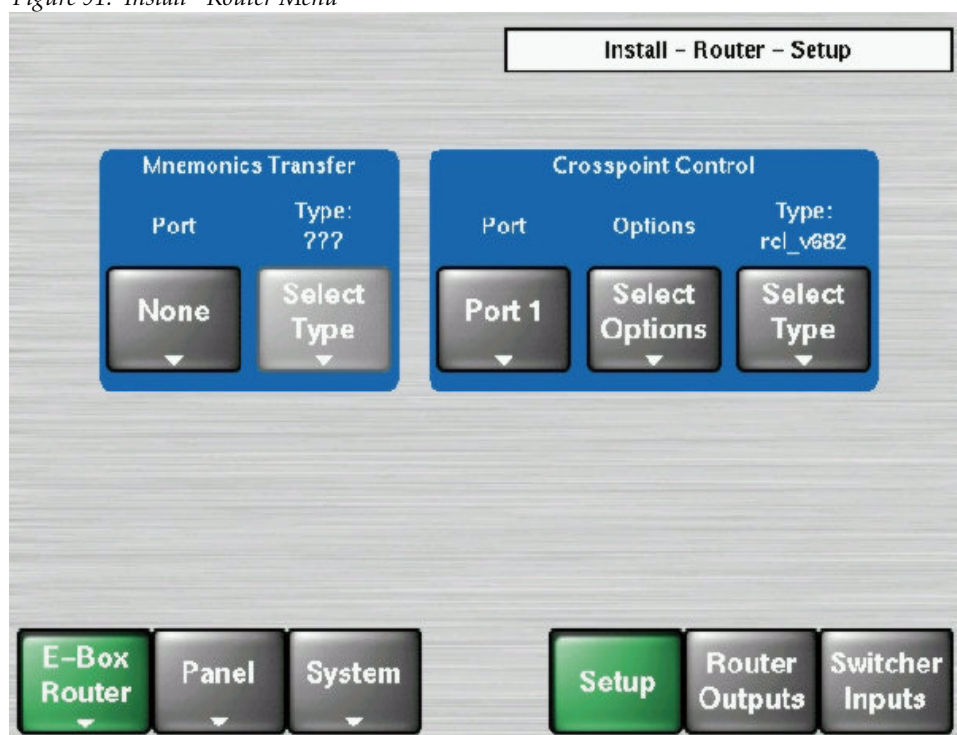 Figure 51. Install - Router Menu
Install – Router – Setup
Mnemonics Transfer
Port
Type:
???
None
Select
Type
Crosspoint Control
Port
Options
Type:
rcl_v682
Port 1
Select
Options
Select
Type
E–Box
Router
Panel
System
Setup
Router
Outputs
Switcher
Inputs